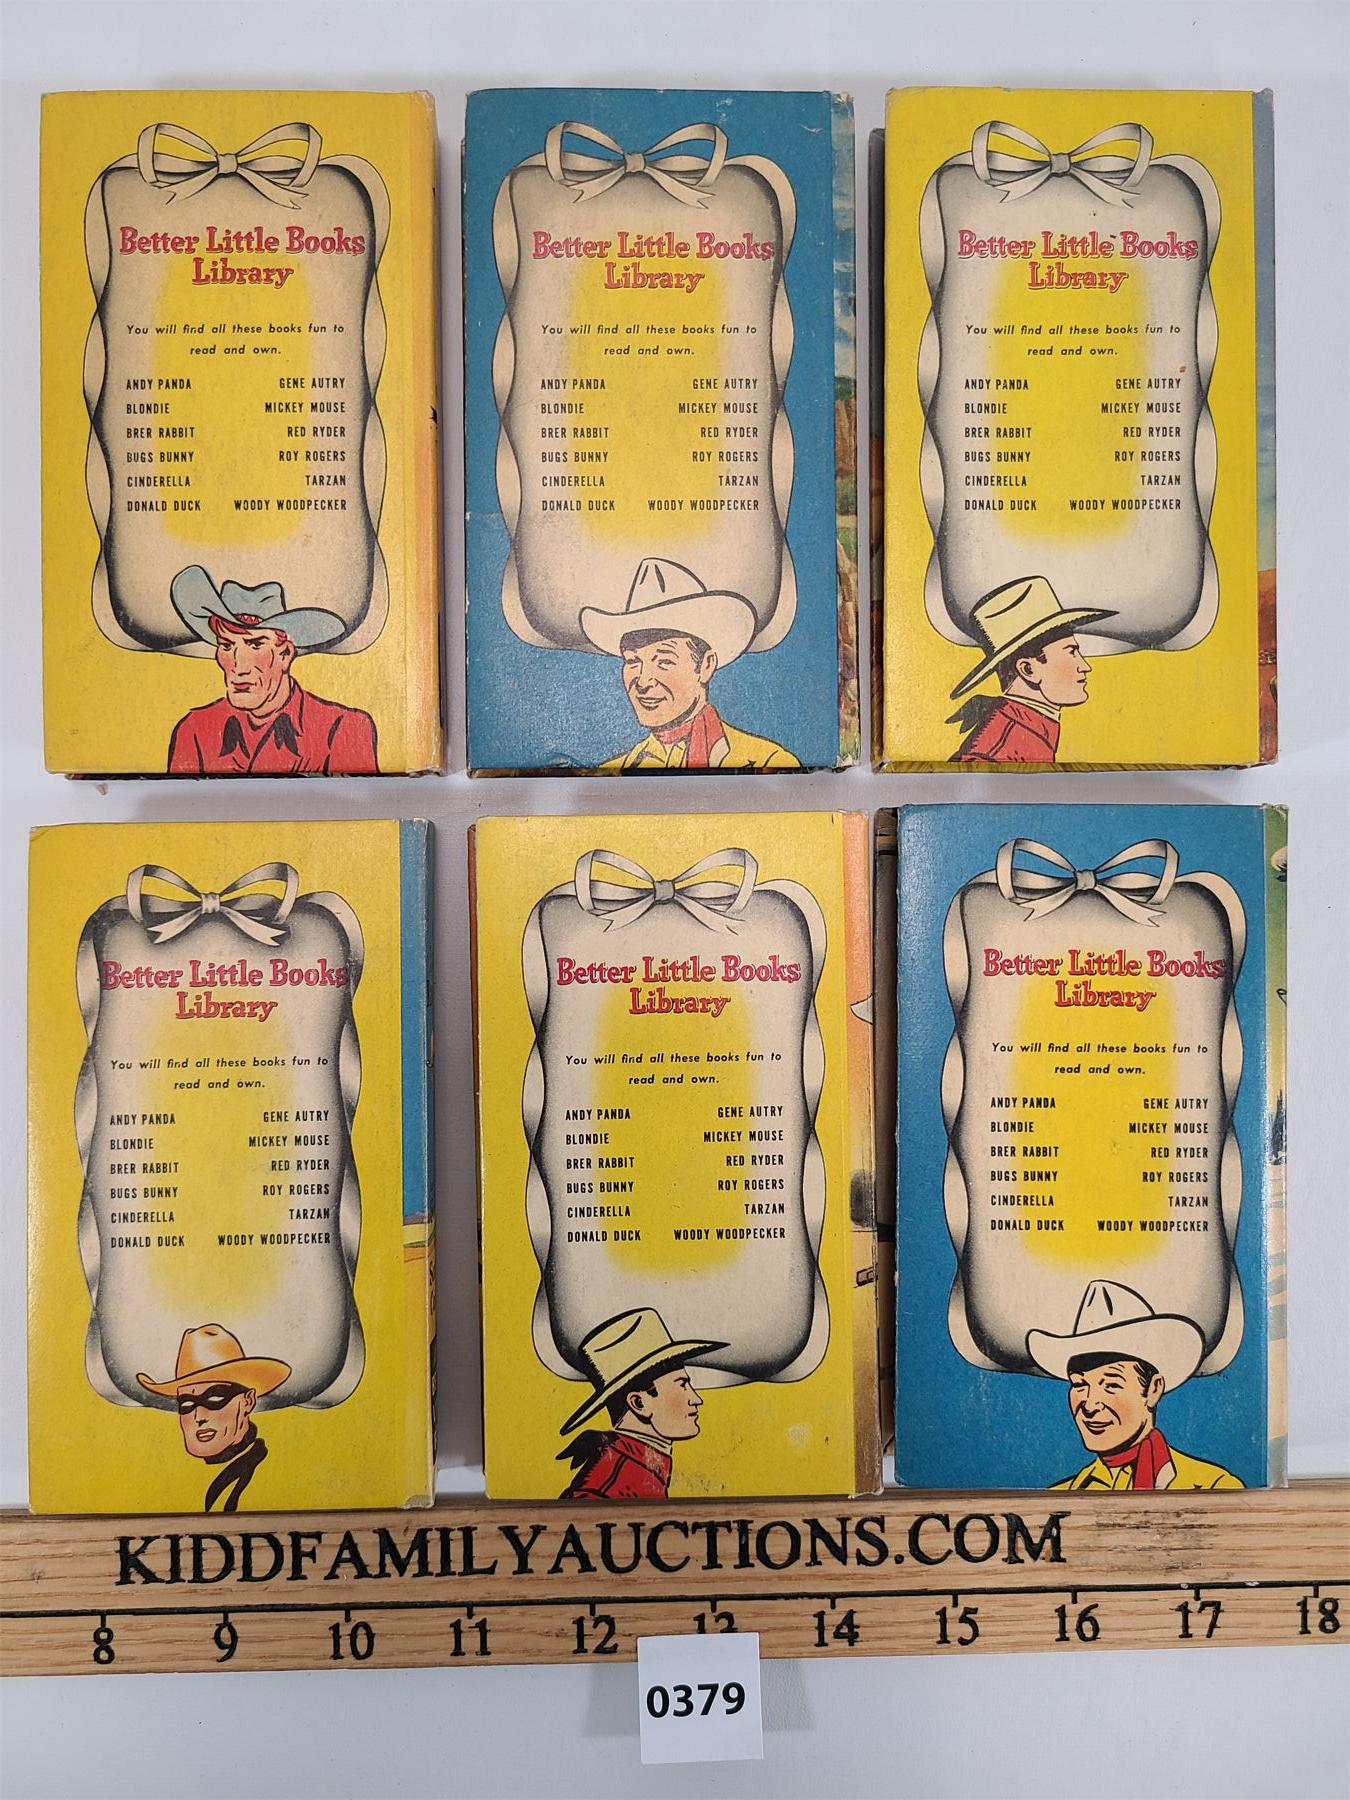 Better Little Books
Library
You will find all these books fun to
read and own.
ANDY PANDA GENE AUTRY
BLONDIE MICKEY MOUSE
BRER RABBIT RED RYDER
BUGS BUNNY ROY ROGERS
CINDERELLA TARZAN
DONALD DUCK WOODY WOODPECKER
Better Little Books
Library
You will find all these books fun to
read and own.
ANDY PANDA GENE AUTRY
BLONDIE MICKEY MOUSE
BRER RABBIT RED RYDER
BUGS BUNNY ROY ROGERS
CINDERELLA TARZAN
DONALD DUCK WOODY WOODPECKER
Better Little Books
Library
You will find all these books fun to
read and own.
ANDY PANDA GENE AUTRY
BLONDIE MICKEY MOUSE
BRER RABBIT RED RYDER
BUGS BUNNY ROY ROGERS
CINDERELLA TARZAN
DONALD DUCK WOODY WOODPECKER
Better Little Books
Library
You will find all these books fun to
read and own.
ANDY PANDA GENE AUTRY
BLONDIE MICKEY MOUSE
BRER RABBIT RED RYDER
BUGS BUNNY ROY ROGERS
CINDERELLA TARZAN
DONALD DUCK WOODY WOODPECKER
Better Little Books
Library
You will find all these books fun to
read and own.
ANDY PANDA GENE AUTRY
BLONDIE MICKEY MOUSE
BRER RABBIT RED RYDER
BUGS BUNNY ROY ROGERS
CINDERELLA TARZAN
DONALD DUCK WOODY WOODPECKER
Better Little Books
Library
You will find all these books fun to
read and own.
ANDY PANDA GENE AUTRY
BLONDIE MICKEY MOUSE
BRER RABBIT RED RYDER
BUGS BUNNY ROY ROGERS
CINDERELLA TARZAN
DONALD DUCK WOODY WOODPECKER
KIDDFAMILYAUCTIONS.COM
8 9 10 11 12 13 14 15 16 17 18
0379